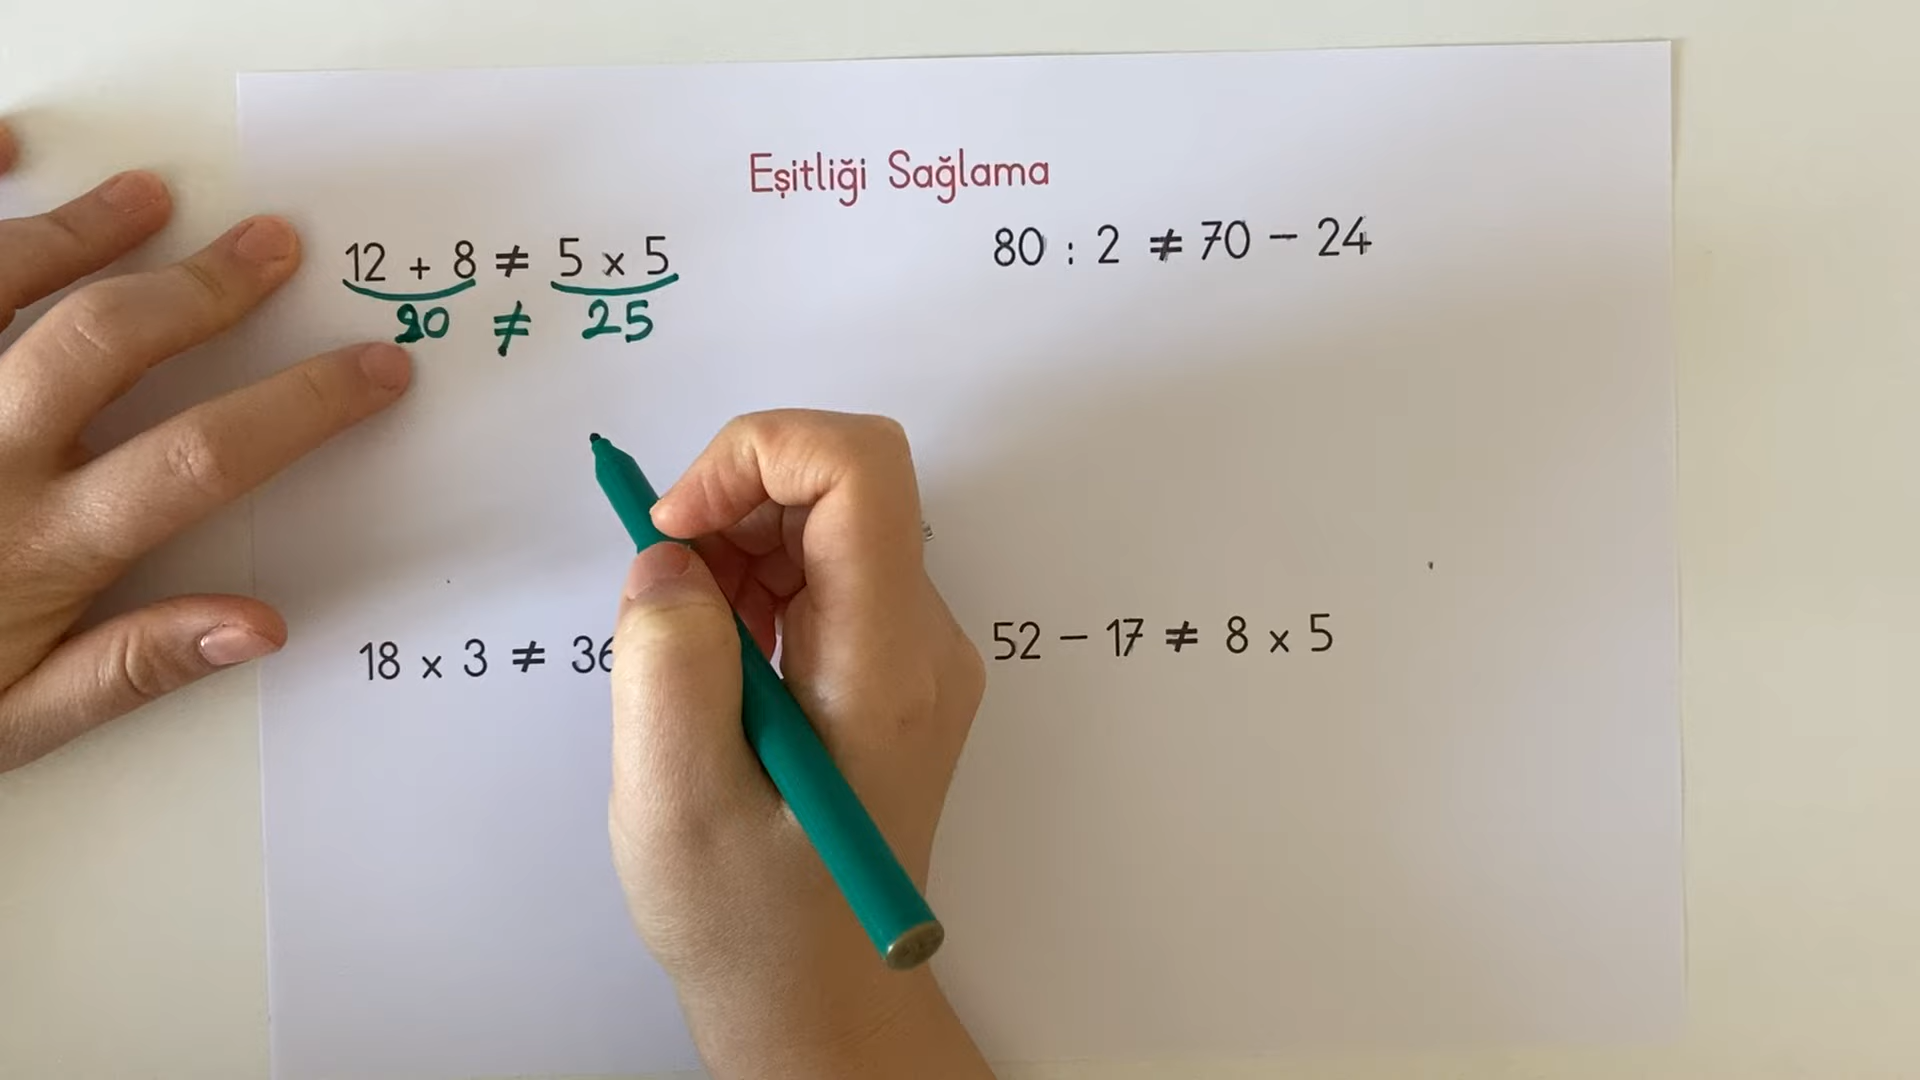 Eşitliği Sağlama
12 + 8 ≠ 5 x 5
20 ≠ 25
80 : 2 ≠ 70 - 24
18 x 3 ≠ 36
52 - 17 ≠ 8 x 5